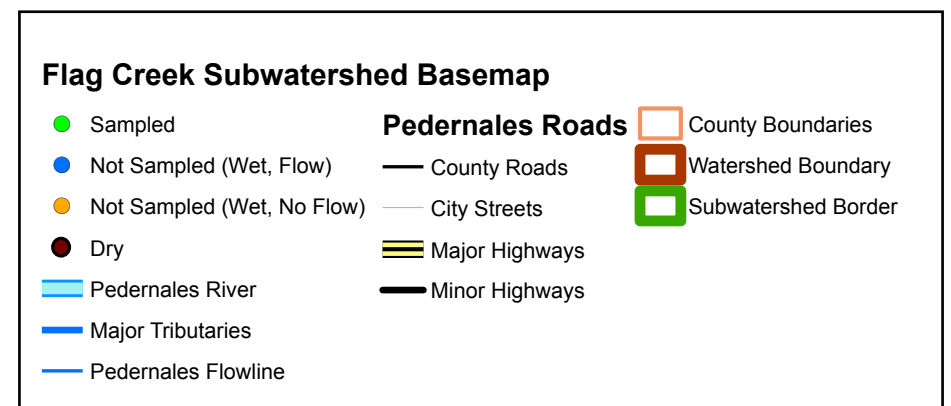 Flag Creek Subwatershed Basemap
Sampled
Not Sampled (Wet, Flow)
Not Sampled (Wet, No Flow)
Dry
Pedernales River
Major Tributaries
Pedernales Flowline
Pedernales Roads
County Roads
City Streets
Major Highways
Minor Highways
County Boundaries
Watershed Boundary
Subwatershed Border